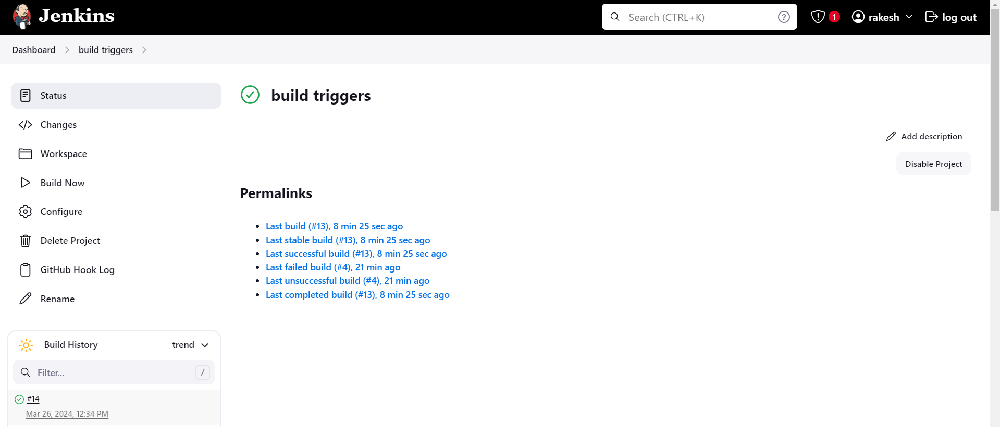 Jenkins
Search (CTRL+K)
?
1
rakesh
log out
Dashboard
build triggers
Status
Changes
Workspace
Build Now
Configure
Delete Project
GitHub Hook Log
Rename
build triggers
Add description
Disable Project
Permalinks
Last build (#13), 8 min 25 sec ago
Last stable build (#13), 8 min 25 sec ago
Last successful build (#13), 8 min 25 sec ago
Last failed build (#4), 21 min ago
Last unsuccessful build (#4), 21 min ago
Last completed build (#13), 8 min 25 sec ago
Build History
trend
Filter...
/
#14
Mar 26, 2024, 12:34 PM